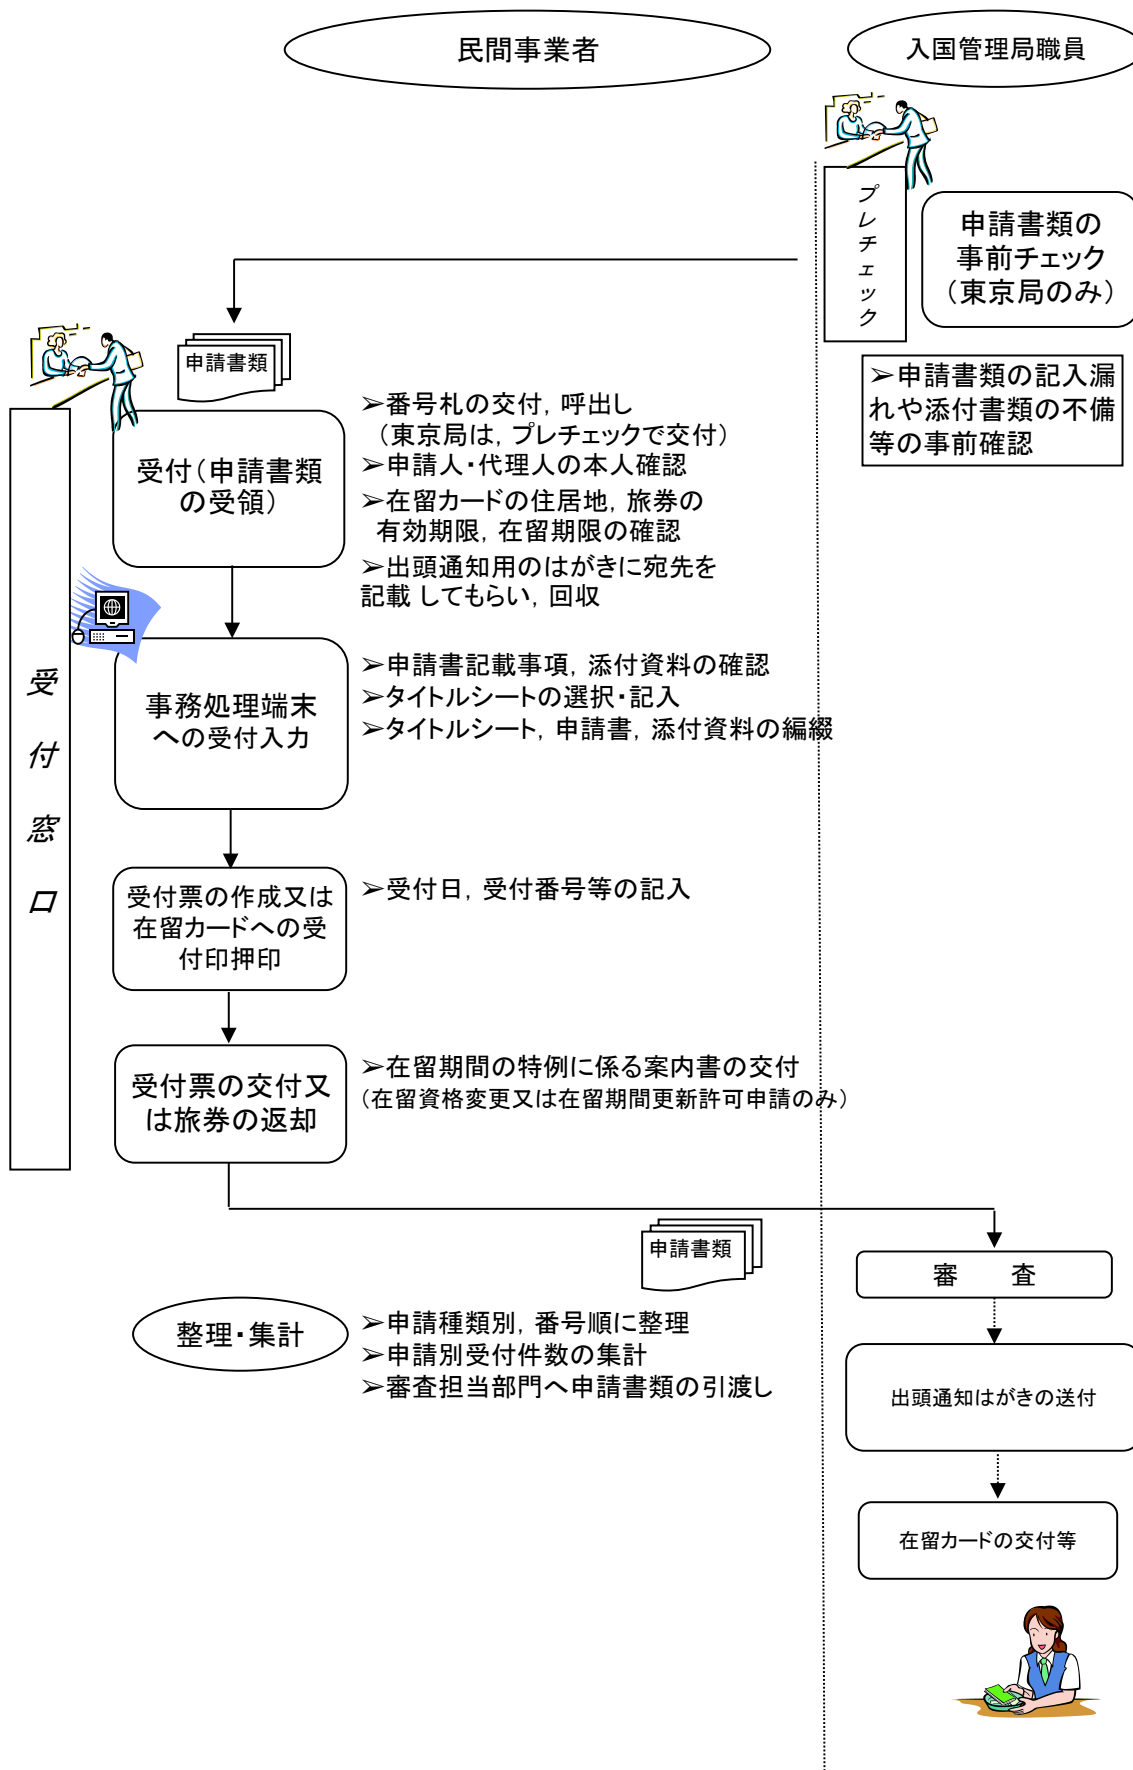 民間事業者
入国管理局職員
プレチェック
申請書類の
事前チェック
（東京局のみ）
➢申請書類の記入漏
れや添付書類の不備
等の事前確認
申請書類
受付窓口
受付（申請書類
の受領）
➢番号札の交付，呼出し
（東京局は，プレチェックで交付）
➢申請人・代理人の本人確認
➢在留カードの住居地，旅券の
有効期限，在留期限の確認
➢出頭通知用のはがきに宛先を
記載 してもらい，回収
事務処理端末
への受付入力
➢申請書記載事項，添付資料の確認
➢タイトルシートの選択・記入
➢タイトルシート，申請書，添付資料の編綴
受付票の作成又は
在留カードへの受
付印押印
➢受付日，受付番号等の記入
受付票の交付又
は旅券の返却
➢在留期間の特例に係る案内書の交付
（在留資格変更又は在留期間更新許可申請のみ）
申請書類
審　査
整理・集計
➢申請種類別，番号順に整理
➢申請別受付件数の集計
➢審査担当部門へ申請書類の引渡し
出頭通知はがきの送付
在留カードの交付等